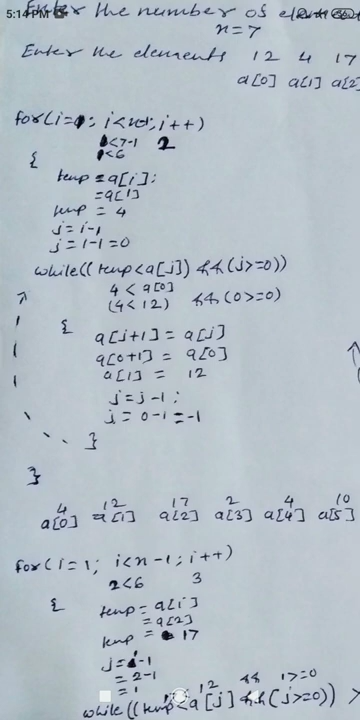 5:14 PM
Enter the number of
n=7
Enter the elements 12 4 17
a[0] a[1] a[2]
for(i= ; i<n-1; i++)
1<7-1 2
1<6
{
temp = a[i];
= a[1]
temp = 4
j = i-1
j = 1-1 = 0
while((temp<a[j]) && (j>=0))
4 < a[0]
(4<12) && (0>=0)
{
a[j+1] = a[j]
a[0+1] = a[0]
a[1] = 12
j = j-1;
j = 0-1 = -1
}
}
4 12 17 2 4 10
a[0] a[1] a[2] a[3] a[4] a[5]
for(i=1; i<n-1; i++)
2<6 3
{
temp = a[i]
= a[2]
temp = 17
j = i-1
= 2-1
= 1
12 && 1>=0
while((temp<a[j] && (j>=0))